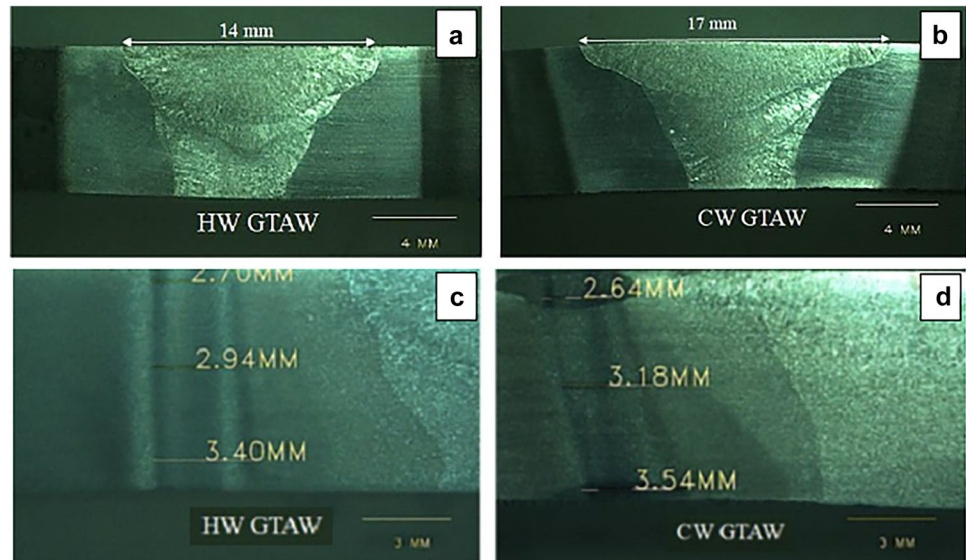 14 mm
a
HW GTAW
4 MM
17 mm
b
CW GTAW
4 MM
c
2.70MM
2.94MM
3.40MM
HW GTAW
3 MM
d
2.64MM
3.18MM
3.54MM
CW GTAW
3 MM